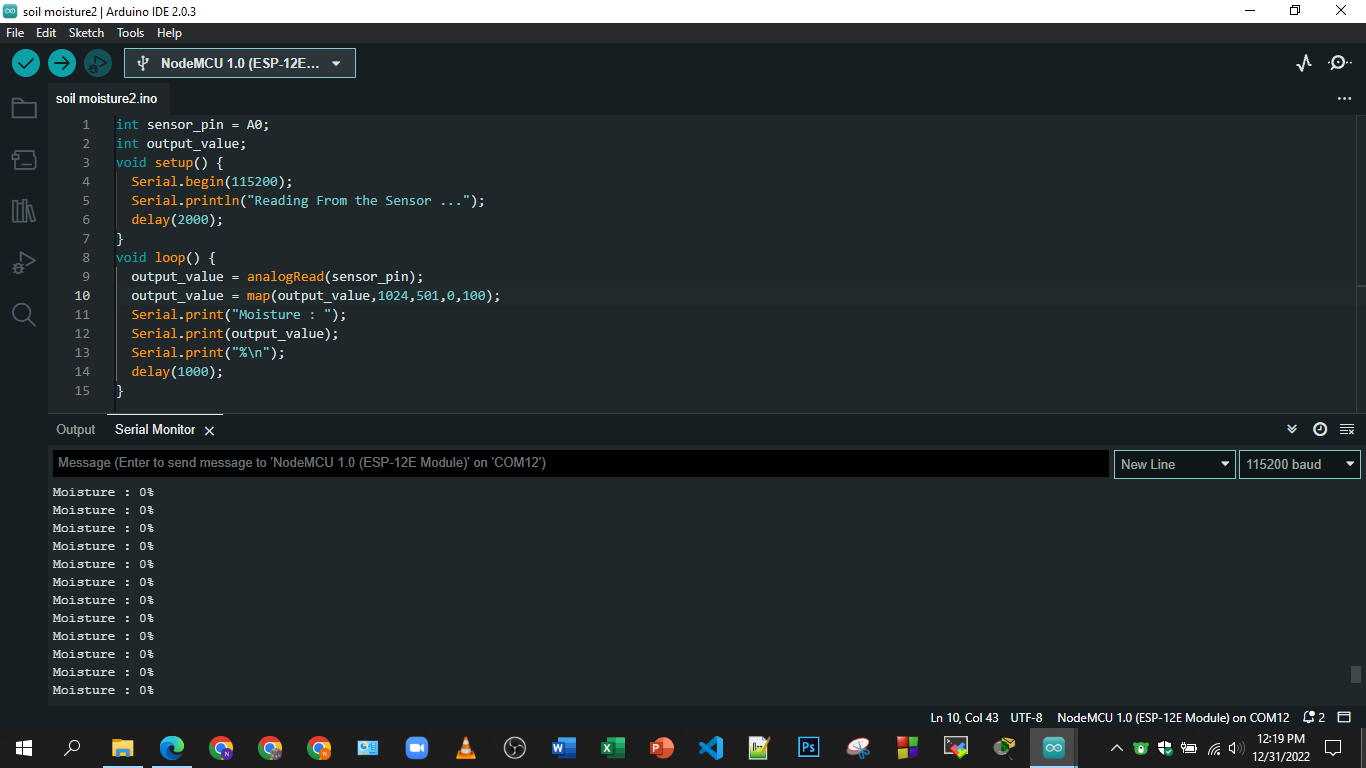 soil moisture2 | Arduino IDE 2.0.3
File Edit Sketch Tools Help
NodeMCU 1.0 (ESP-12E...
soil moisture2.ino
1 int sensor_pin = A0;
2 int output_value;
3 void setup() {
4 Serial.begin(115200);
5 Serial.println("Reading From the Sensor ...");
6 delay(2000);
7 }
8 void loop() {
9 output_value = analogRead(sensor_pin);
10 output_value = map(output_value,1024,501,0,100);
11 Serial.print("Moisture : ");
12 Serial.print(output_value);
13 Serial.print("%\n");
14 delay(1000);
15 }
Output Serial Monitor
Message (Enter to send message to 'NodeMCU 1.0 (ESP-12E Module)' on 'COM12')
New Line 115200 baud
Moisture : 0%
Moisture : 0%
Moisture : 0%
Moisture : 0%
Moisture : 0%
Moisture : 0%
Moisture : 0%
Moisture : 0%
Moisture : 0%
Moisture : 0%
Moisture : 0%
Moisture : 0%
Ln 10, Col 43 UTF-8 NodeMCU 1.0 (ESP-12E Module) on COM12 2
12:19 PM
12/31/2022